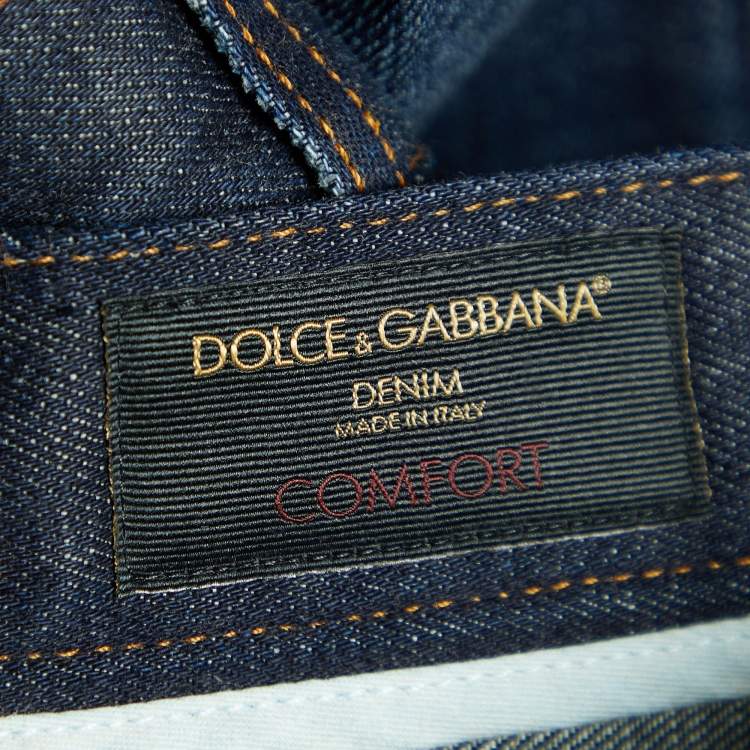 DOLCE & GABBANA®
DENIM
MADE IN ITALY
COMFORT